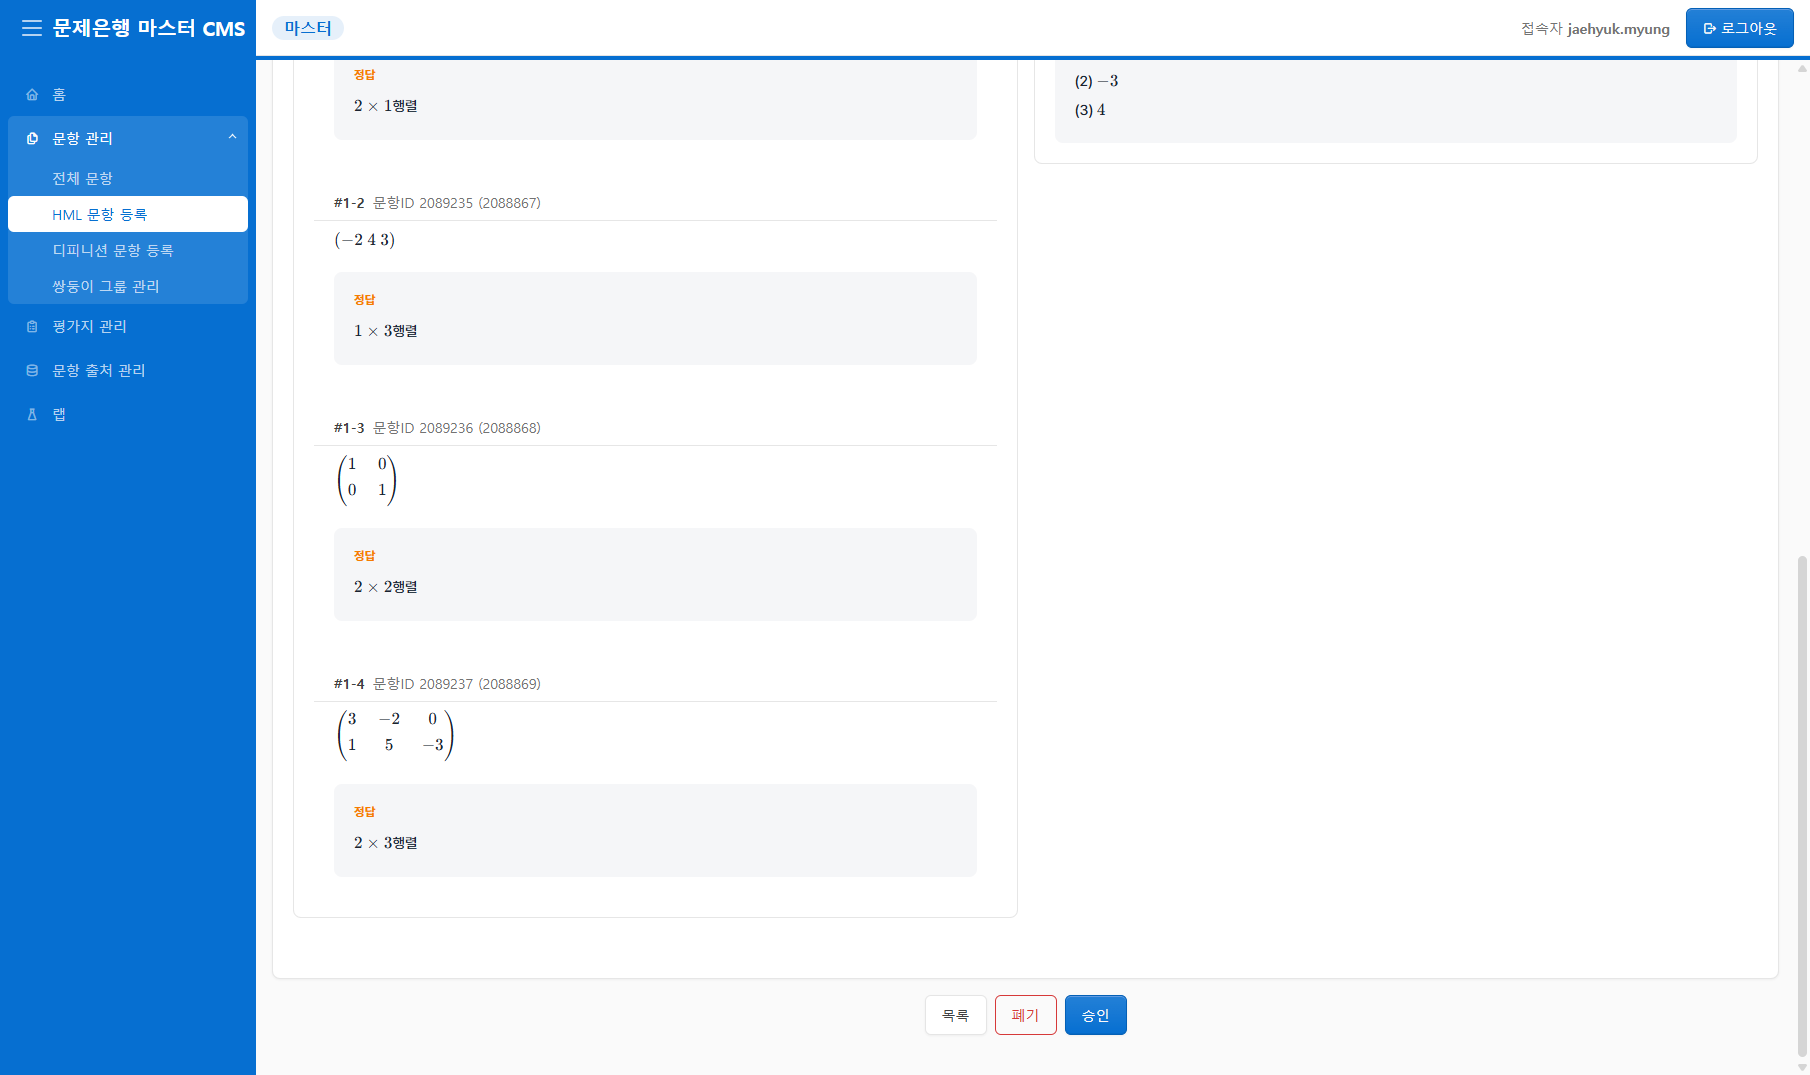 문제은행 마스터 CMS
마스터
접속자 jaehyuk.myung
로그아웃
홈
문항 관리
전체 문항
HML 문항 등록
디피니션 문항 등록
쌍둥이 그룹 관리
평가지 관리
문항 출처 관리
랩
정답
2 × 1행렬
#1-2 문항ID 2089235 (2088867)
(−2 4 3)
정답
1 × 3행렬
#1-3 문항ID 2089236 (2088868)
1 0
0 1
정답
2 × 2행렬
#1-4 문항ID 2089237 (2088869)
3 −2 0
1 5 −3
정답
2 × 3행렬
(2) −3
(3) 4
목록
폐기
승인